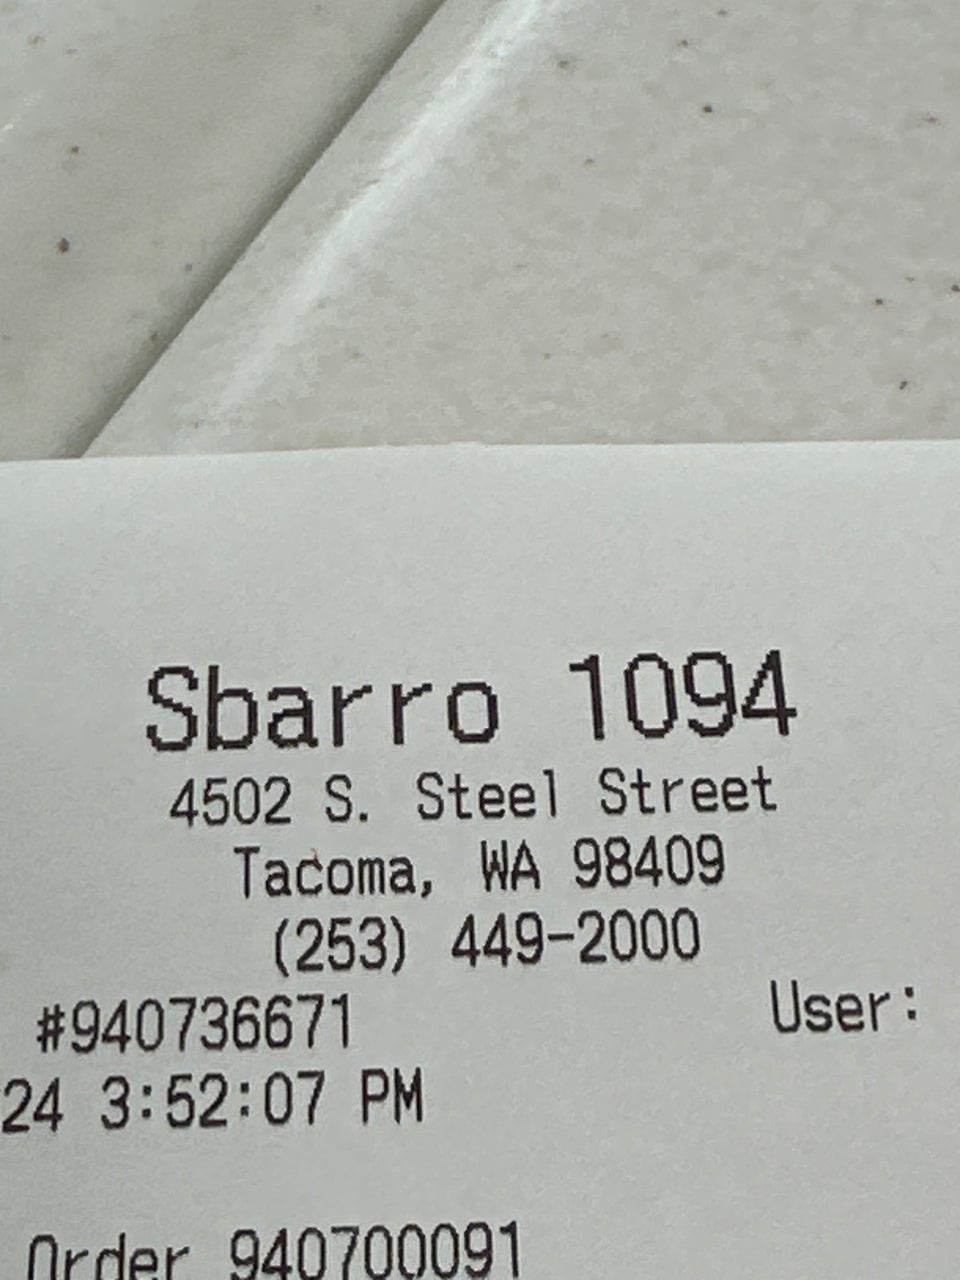 Sbarro 1094
4502 S. Steel Street
Tacoma, WA 98409
(253) 449-2000
#940736671 User:
24 3:52:07 PM
Order 940700091